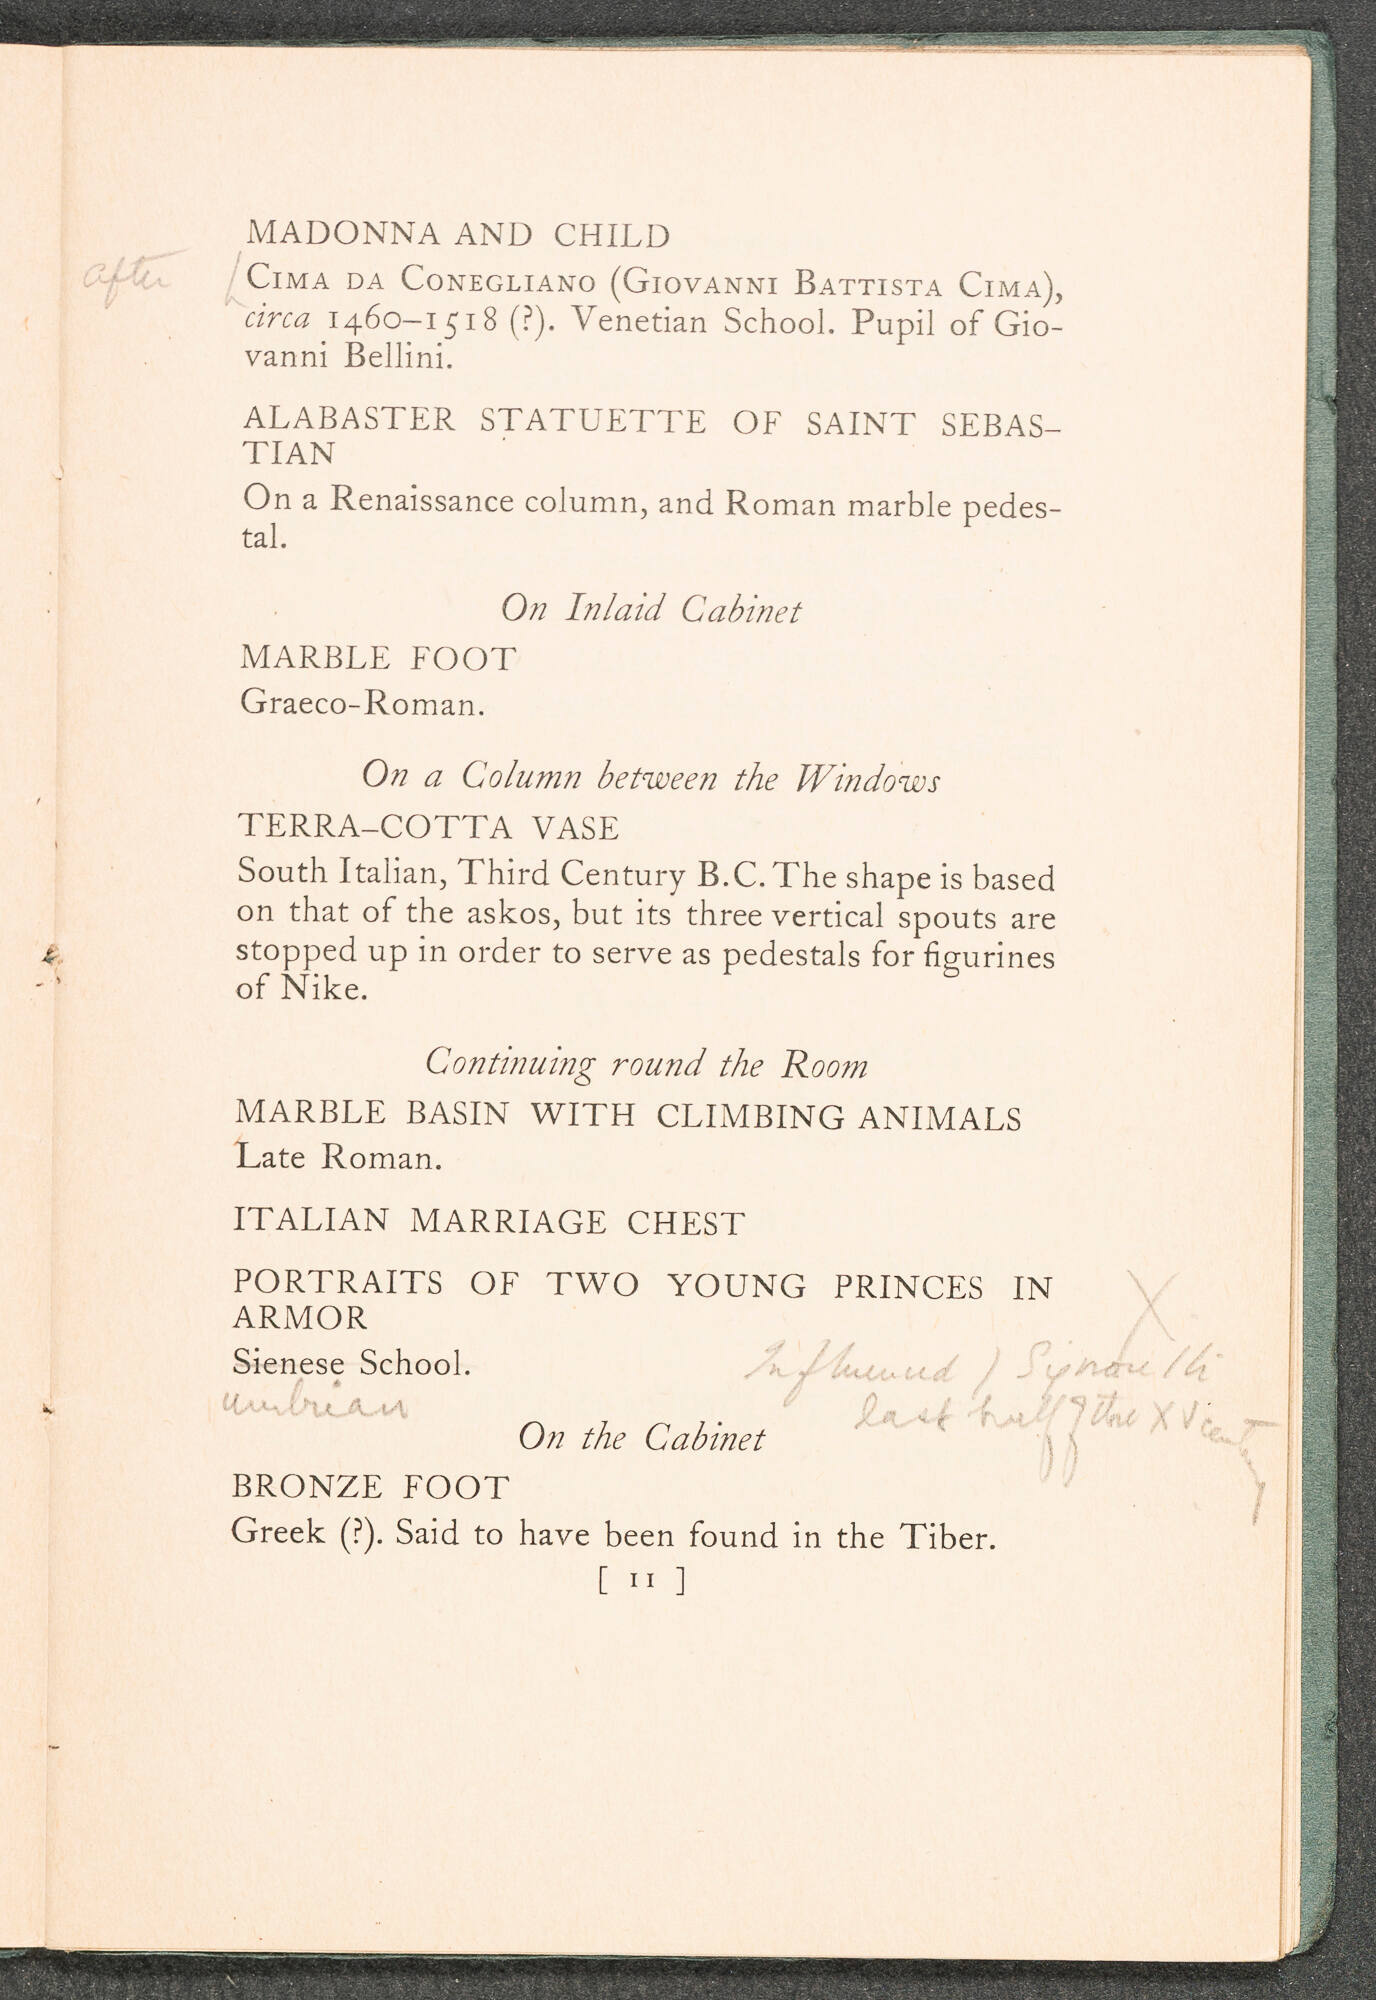 MADONNA AND CHILD
after
CIMA DA CONEGLIANO (GIOVANNI BATTISTA CIMA),
circa 1460–1518 (?). Venetian School. Pupil of Gio-
vanni Bellini.
ALABASTER STATUETTE OF SAINT SEBAS–
TIAN
On a Renaissance column, and Roman marble pedes-
tal.
On Inlaid Cabinet
MARBLE FOOT
Graeco-Roman.
On a Column between the Windows
TERRA–COTTA VASE
South Italian, Third Century B.C. The shape is based
on that of the askos, but its three vertical spouts are
stopped up in order to serve as pedestals for figurines
of Nike.
Continuing round the Room
MARBLE BASIN WITH CLIMBING ANIMALS
Late Roman.
ITALIAN MARRIAGE CHEST
PORTRAITS OF TWO YOUNG PRINCES IN
ARMOR
X
Sienese School.
Umbrian
Influenced Signorelli
last half of the XV century
On the Cabinet
BRONZE FOOT
Greek (?). Said to have been found in the Tiber.
[ 11 ]